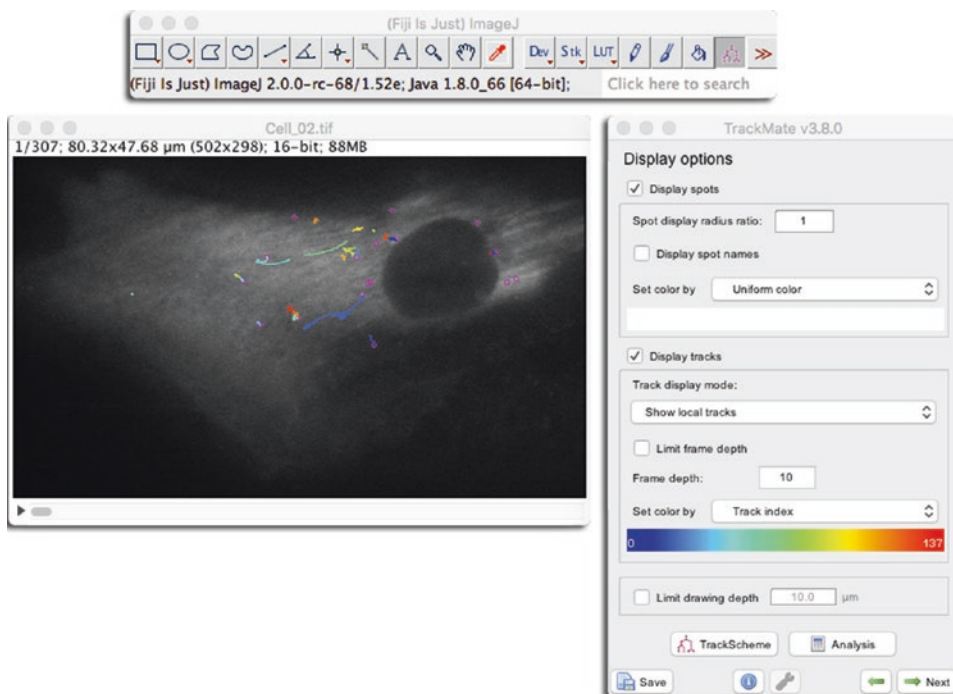 (Fiji Is Just) ImageJ
A Dev Stk LUT
(Fiji Is Just) ImageJ 2.0.0-rc-68/1.52e; Java 1.8.0_66 [64-bit]; Click here to search
Cell_02.tif
1/307; 80.32x47.68 µm (502x298); 16-bit; 88MB
TrackMate v3.8.0
Display options
Display spots
Spot display radius ratio: 1
Display spot names
Set color by Uniform color
Display tracks
Track display mode:
Show local tracks
Limit frame depth
Frame depth: 10
Set color by Track index
0 137
Limit drawing depth 10.0 µm
TrackScheme Analysis
Save Next